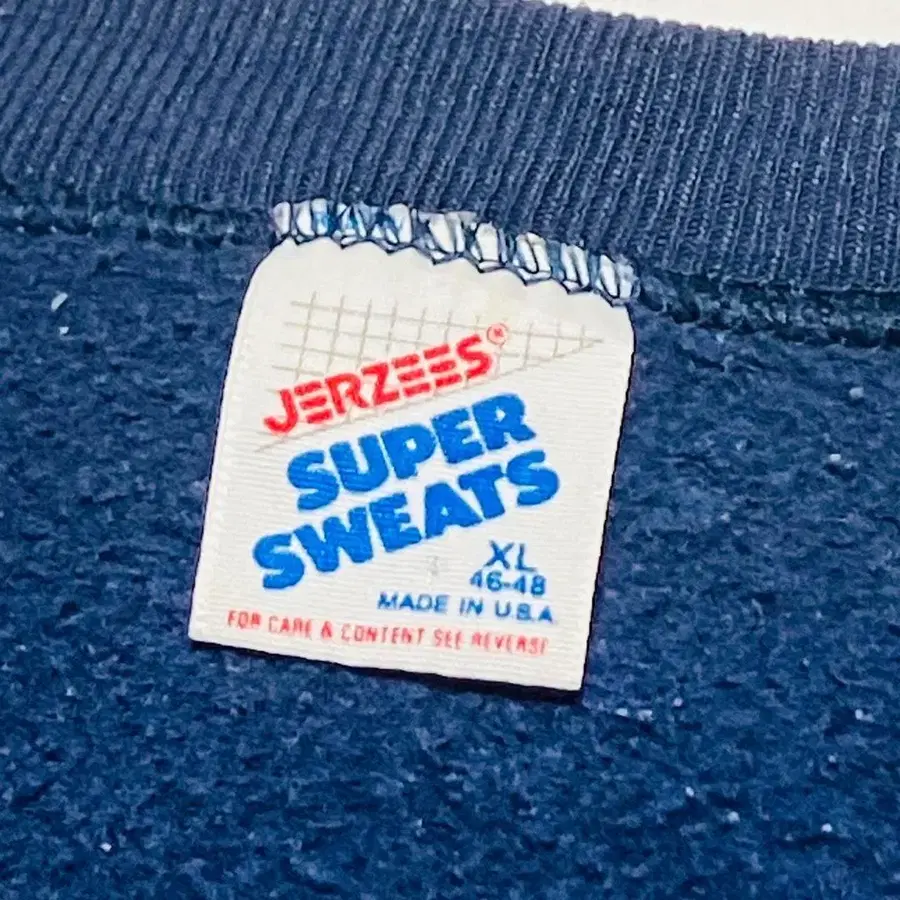 JERZEES®
SUPER
SWEATS
XL
46-48
MADE IN U.S.A
FOR CARE & CONTENT SEE REVERSE